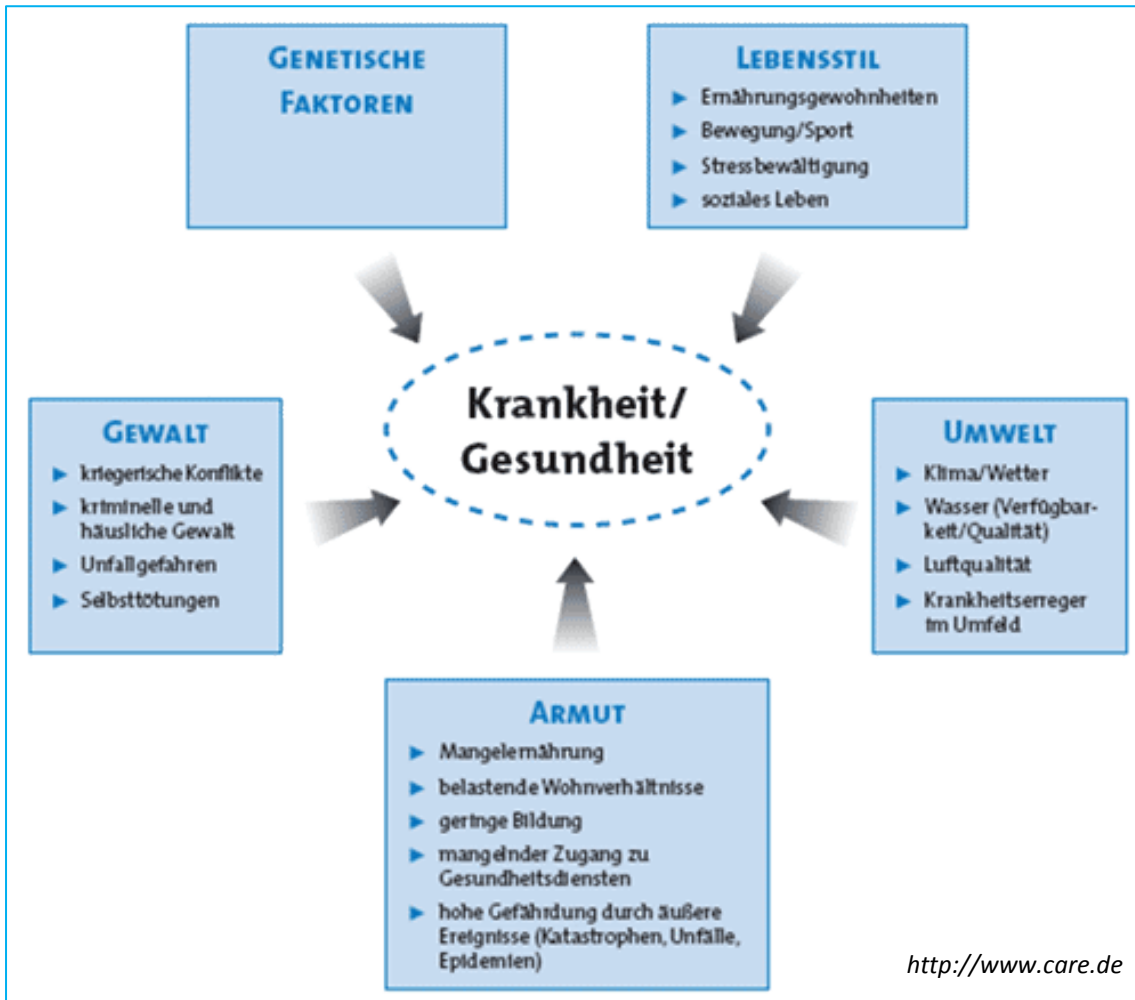 GENETISCHE
FAKTOREN
LEBENSSTIL
► Ernährungsgewohnheiten
► Bewegung/Sport
► Stressbewältigung
► soziales Leben
Krankheit/
Gesundheit
GEWALT
► kriegerische Konflikte
► kriminelle und
häusliche Gewalt
► Unfallgefahren
► Selbsttötungen
UMWELT
► Klima/Wetter
► Wasser (Verfügbar-
keit/Qualität)
► Luftqualität
► Krankheitserreger
im Umfeld
ARMUT
► Mangelernährung
► belastende Wohnverhältnisse
► geringe Bildung
► mangelnder Zugang zu
Gesundheitsdiensten
► hohe Gefährdung durch äußere
Ereignisse (Katastrophen, Unfälle,
Epidemien)
http://www.care.de